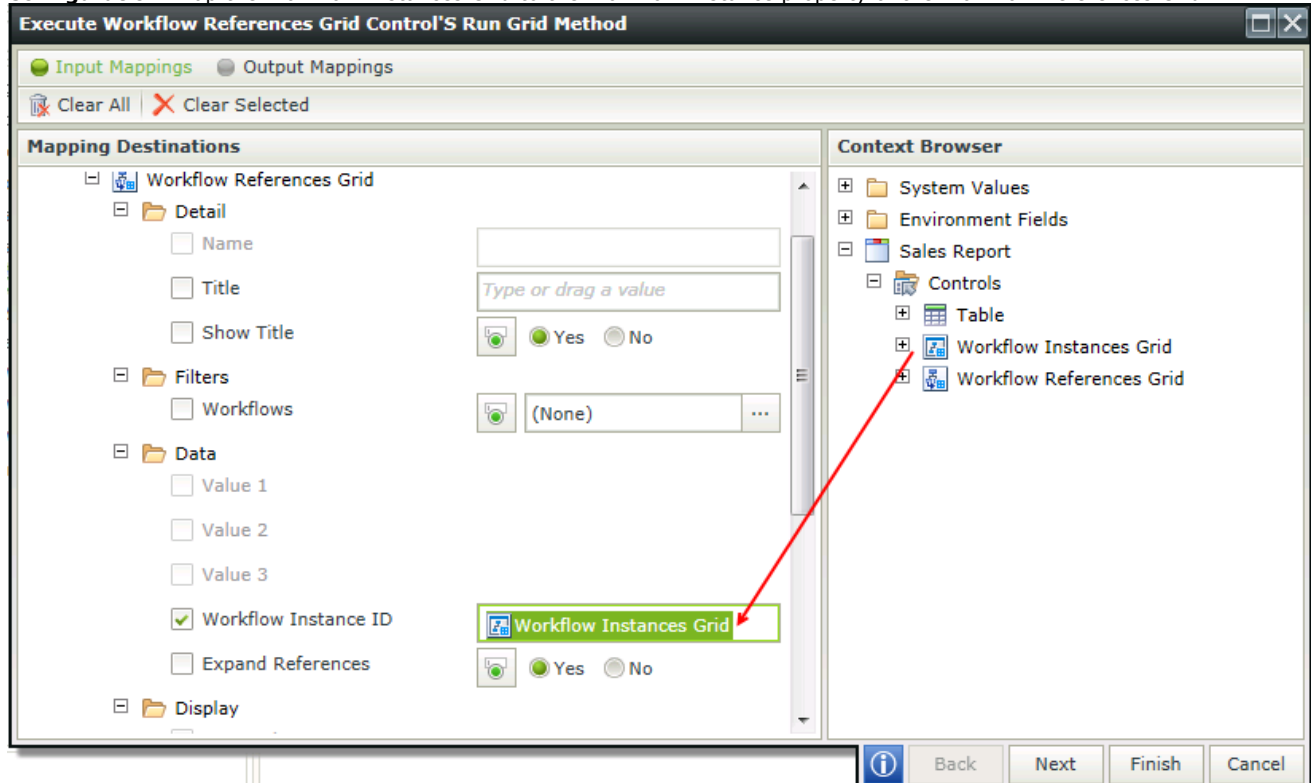 Execute Workflow References Grid Control'S Run Grid Method
Input Mappings Output Mappings
Clear All Clear Selected
Mapping Destinations Context Browser
Workflow References Grid
Detail
Name
Title Type or drag a value
Show Title Yes No
Filters
Workflows (None) ...
Data
Value 1
Value 2
Value 3
Workflow Instance ID Workflow Instances Grid
Expand References Yes No
Display
System Values
Environment Fields
Sales Report
Controls
Table
Workflow Instances Grid
Workflow References Grid
Back Next Finish Cancel